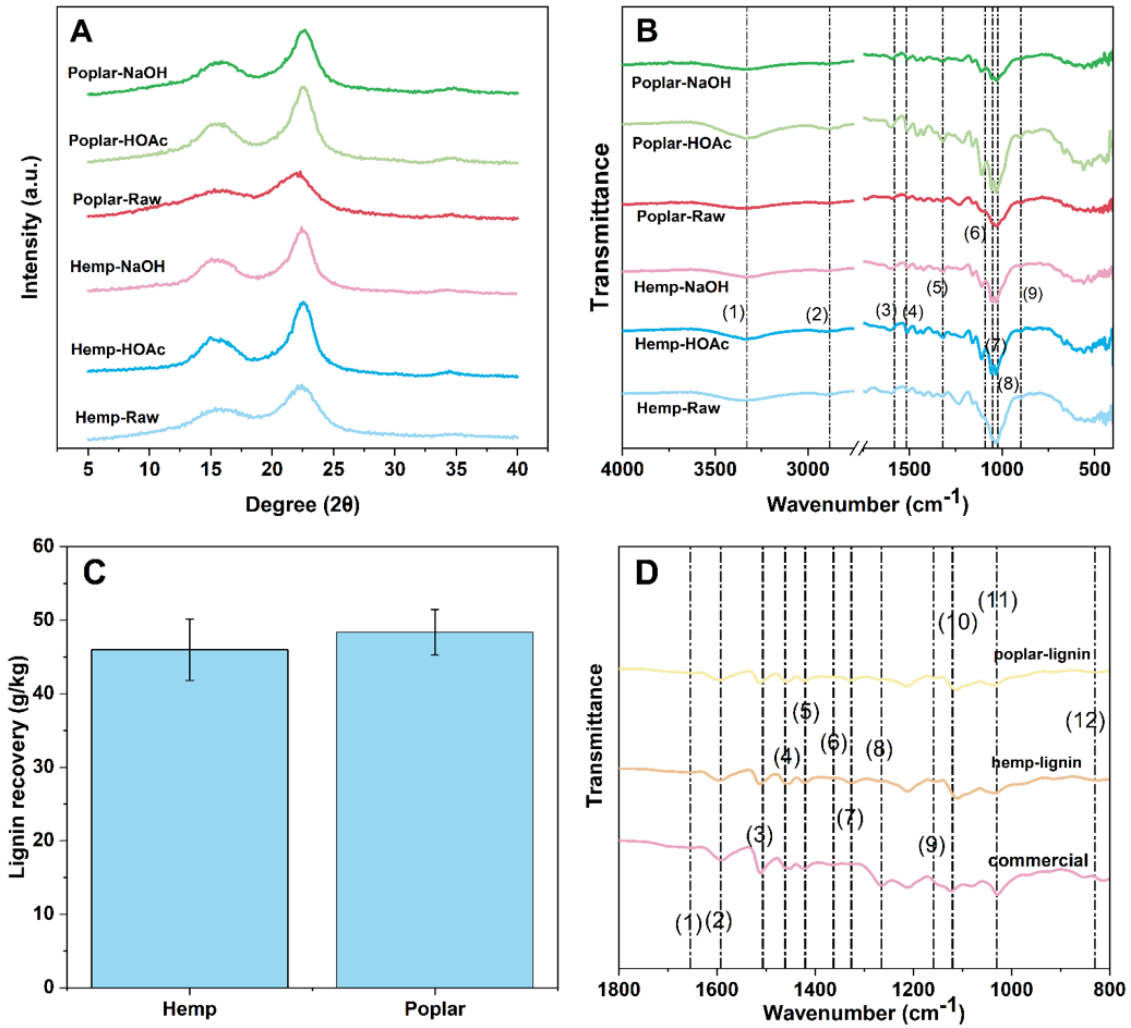 A
Poplar-NaOH
Poplar-HOAc
Poplar-Raw
Hemp-NaOH
Hemp-HOAc
Hemp-Raw
Intensity (a.u.)
5 10 15 20 25 30 35 40
Degree (2θ)
B
Poplar-NaOH
Poplar-HOAc
Poplar-Raw
(6)
Hemp-NaOH
(5) (9)
(1) (2) (3) (4)
Hemp-HOAc
(7)
(8)
Hemp-Raw
Transmittance
4000 3500 3000 1500 1000 500
Wavenumber (cm-1)
C
60
50
40
30
20
10
0
Lignin recovery (g/kg)
Hemp Poplar
D
(11)
(10)
poplar-lignin
(5) (12)
(6)
(4) (8)
hemp-lignin
(7)
(3)
(9)
commercial
(1) (2)
Transmittance
1800 1600 1400 1200 1000 800
Wavenumber (cm-1)